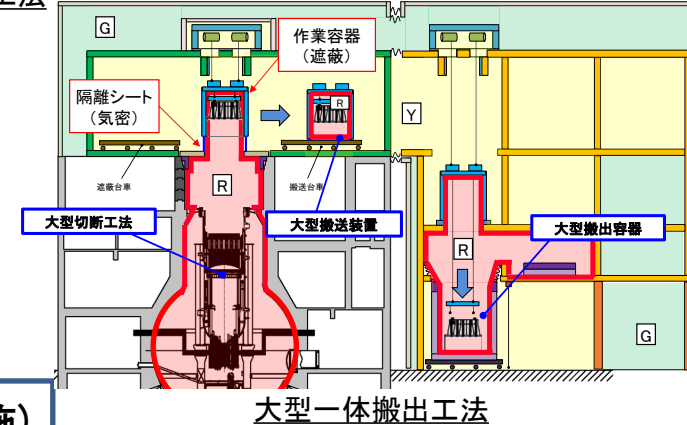 工法
G
作業容器
(遮蔽)
隔離シート
(気密)
R
Y
遮蔽台車
搬送台車
R
大型切断工法
大型搬送装置
大型搬出容器
R
G
大型一体搬出工法
施)